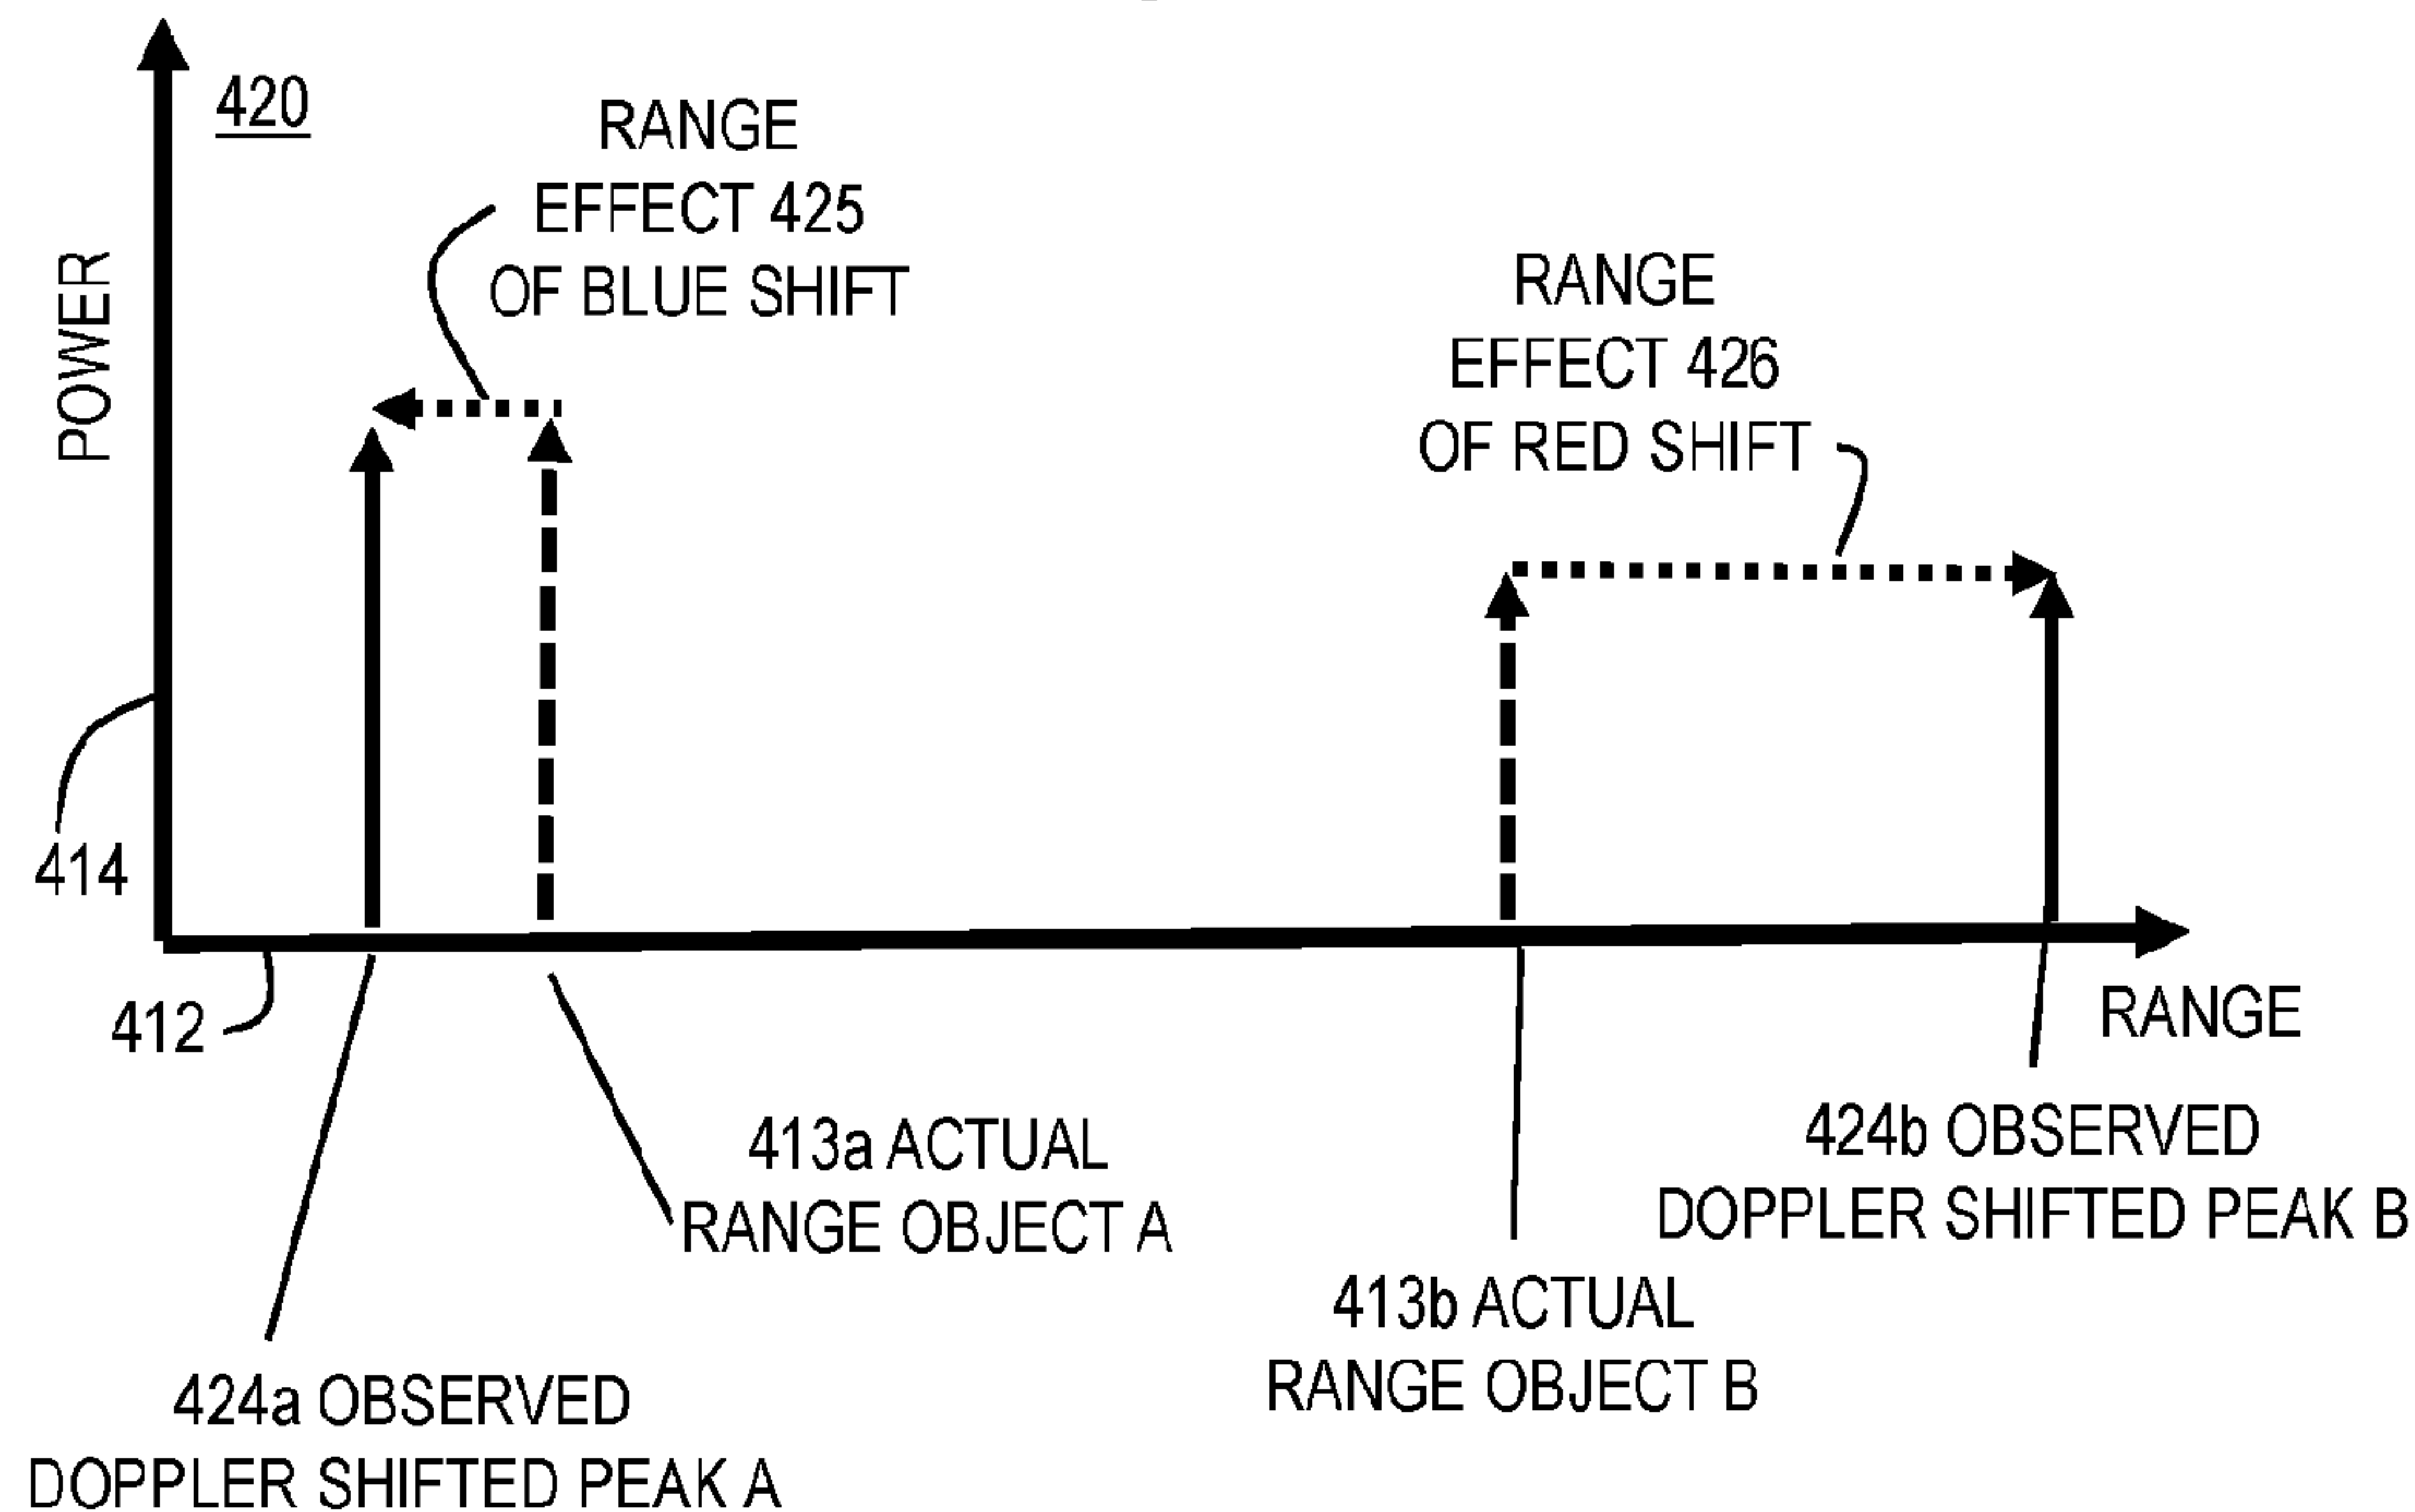 420
RANGE
EFFECT 425
OF BLUE SHIFT
RANGE
EFFECT 426
OF RED SHIFT
POWER
414
412
RANGE
413a ACTUAL
RANGE OBJECT A
424b OBSERVED
DOPPLER SHIFTED PEAK B
413b ACTUAL
RANGE OBJECT B
424a OBSERVED
DOPPLER SHIFTED PEAK A